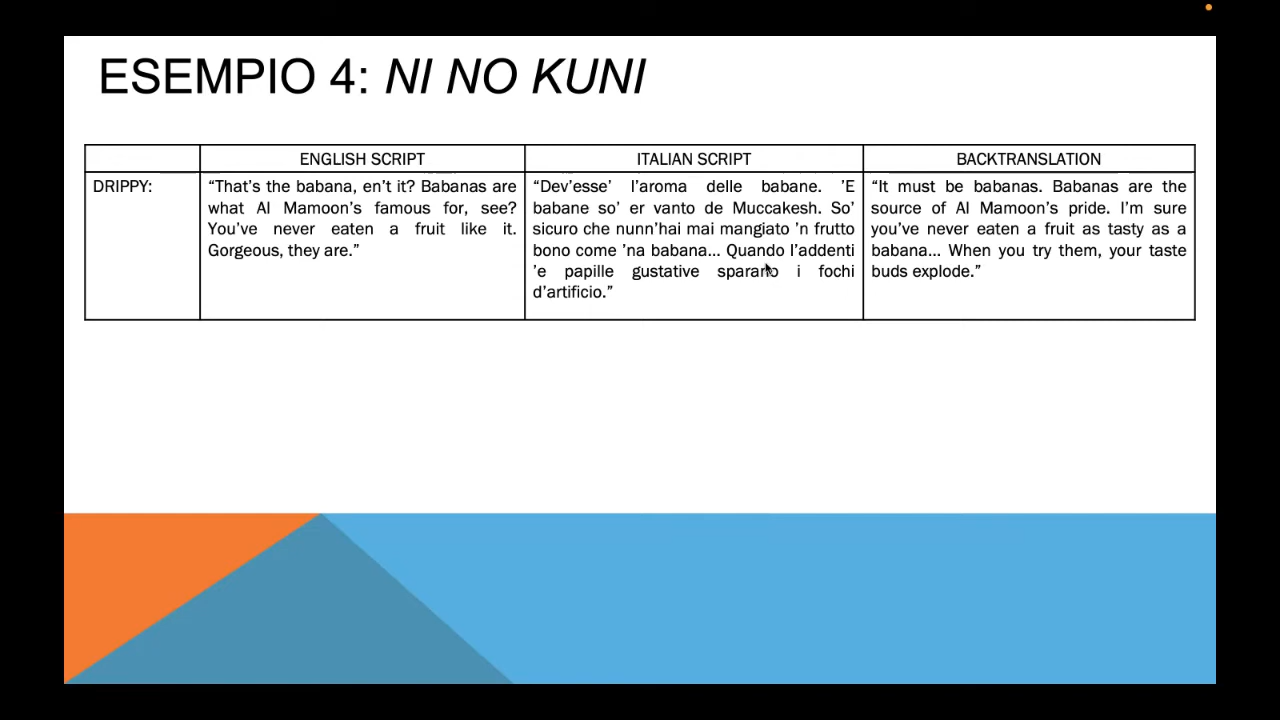 ESEMPIO 4: NI NO KUNI
ENGLISH SCRIPT
ITALIAN SCRIPT
BACKTRANSLATION
DRIPPY:
“That’s the babana, en’t it? Babanas are
what Al Mamoon’s famous for, see?
You’ve never eaten a fruit like it.
Gorgeous, they are.”
“Dev’esse’ l’aroma delle babane. ’E
babane so’ er vanto de Muccakesh. So’
sicuro che nunn’hai mai mangiato ’n frutto
bono come ’na babana... Quando l’addenti
’e papille gustative sparano i fochi
d’artificio.”
“It must be babanas. Babanas are the
source of Al Mamoon’s pride. I’m sure
you’ve never eaten a fruit as tasty as a
babana... When you try them, your taste
buds explode.”